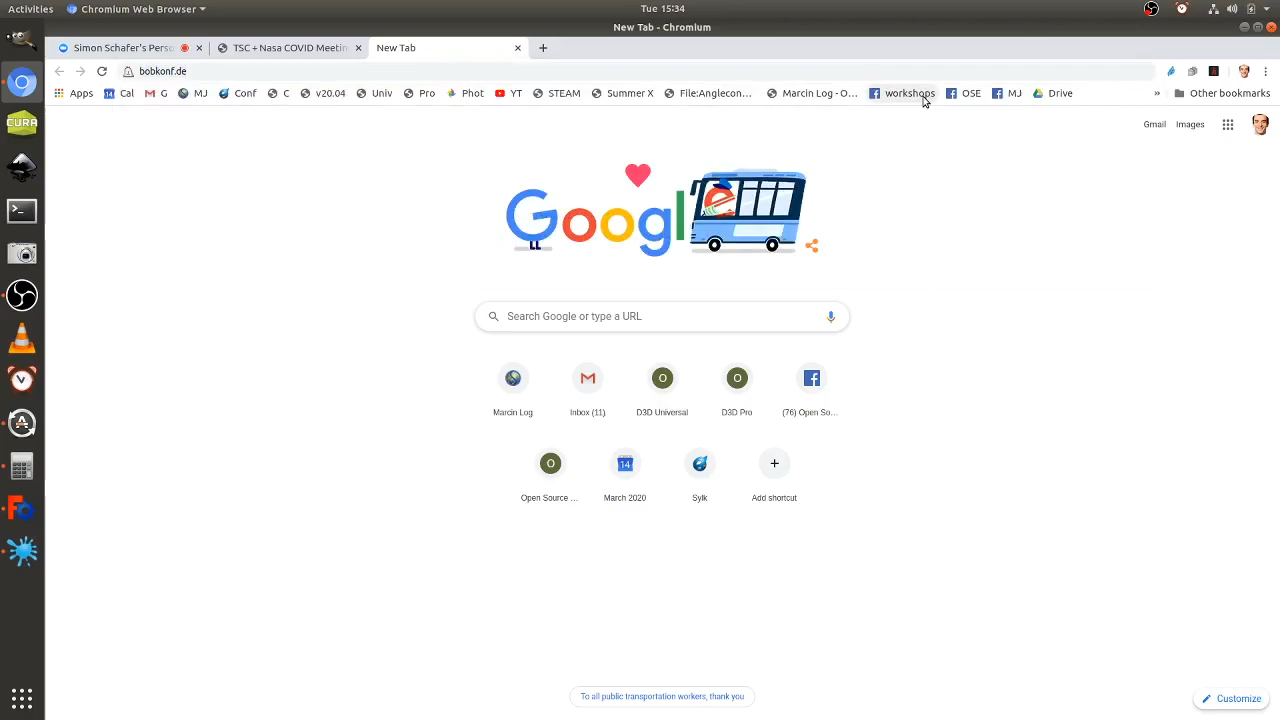 Activities Chromium Web Browser Tue 15:34
New Tab - Chromium
Simon Schafer's Perso TSC + Nasa COVID Meetin New Tab
bobkonf.de
Apps Cal G MJ Conf C v20.04 Univ Pro Phot YT STEAM Summer X File:Anglecon... Marcin Log - O... workshops OSE MJ Drive » Other bookmarks
Gmail Images
Google
Search Google or type a URL
Marcin Log Inbox (11) D3D Universal D3D Pro (76) Open So...
Open Source ... March 2020 Sylk Add shortcut
To all public transportation workers, thank you
Customize